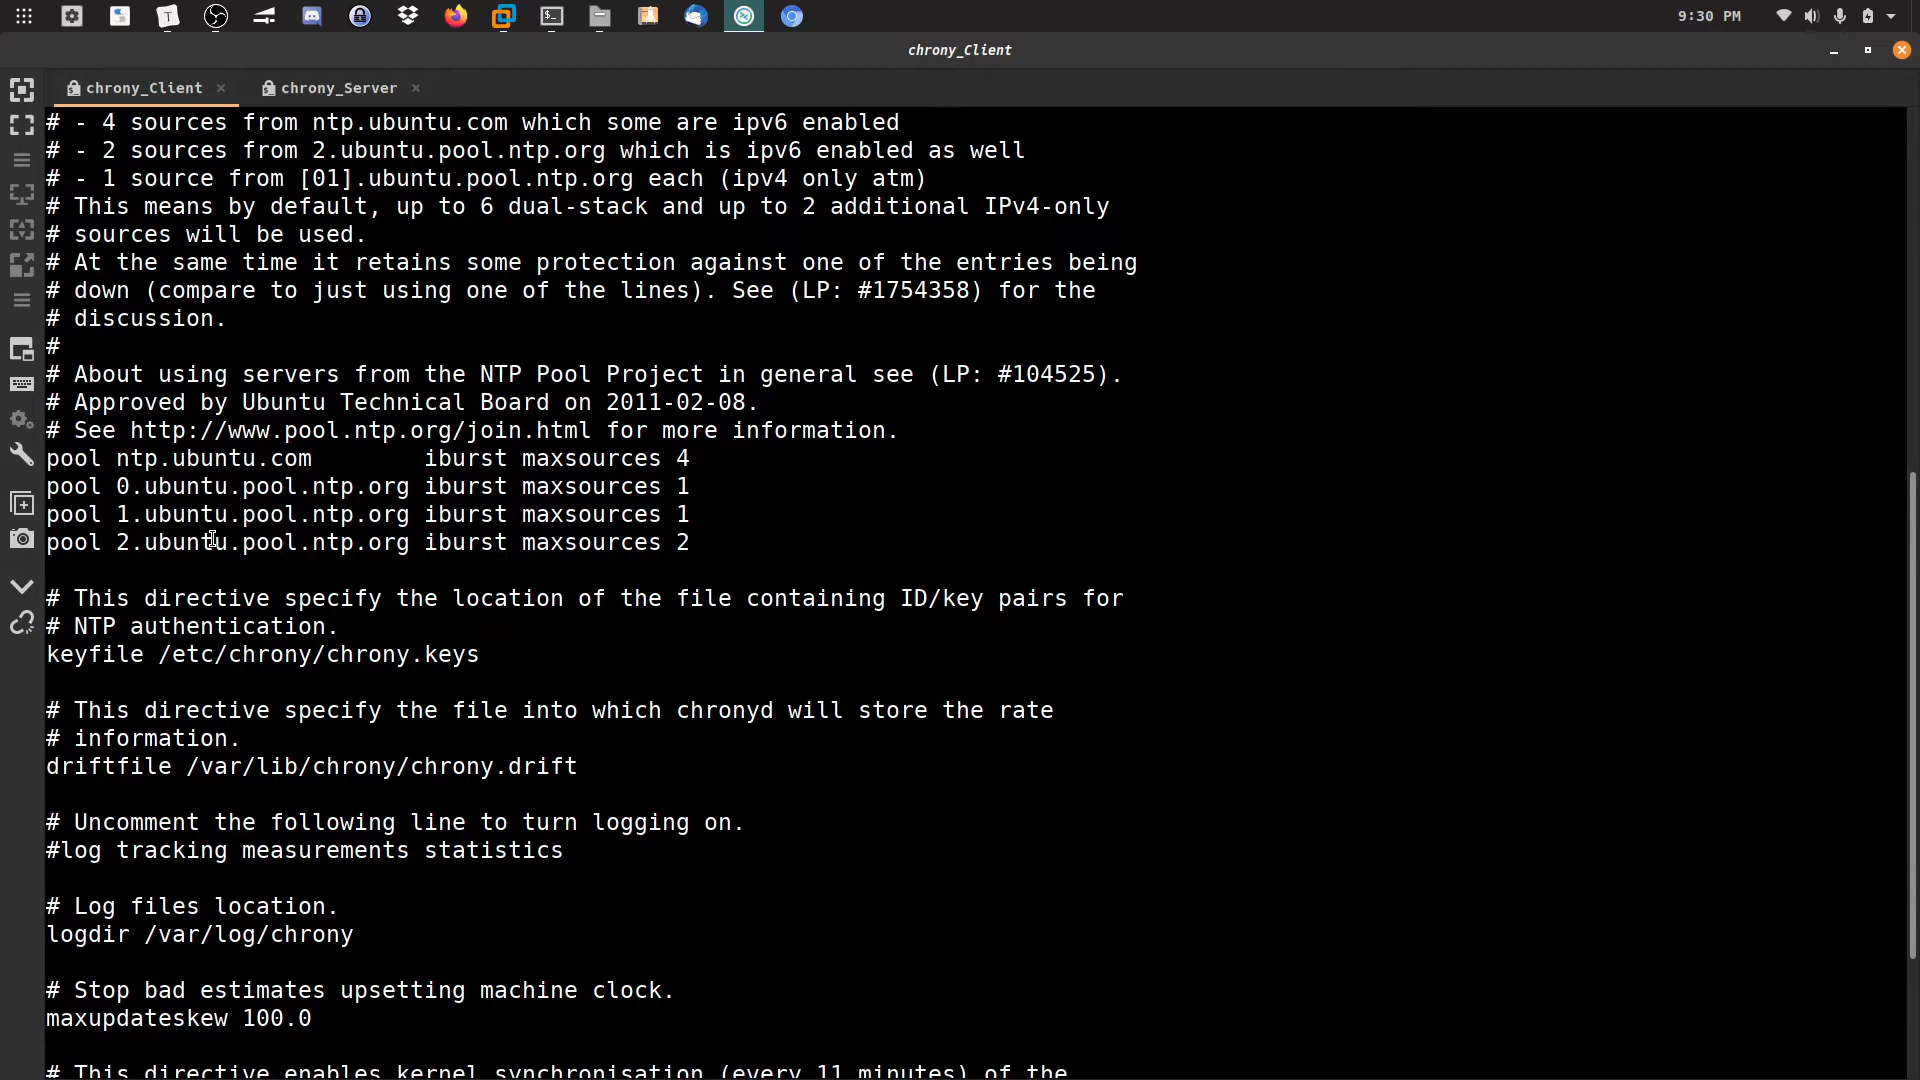 9:30 PM
chrony_Client
chrony_Client × chrony_Server ×
# - 4 sources from ntp.ubuntu.com which some are ipv6 enabled
# - 2 sources from 2.ubuntu.pool.ntp.org which is ipv6 enabled as well
# - 1 source from [01].ubuntu.pool.ntp.org each (ipv4 only atm)
# This means by default, up to 6 dual-stack and up to 2 additional IPv4-only
# sources will be used.
# At the same time it retains some protection against one of the entries being
# down (compare to just using one of the lines). See (LP: #1754358) for the
# discussion.
#
# About using servers from the NTP Pool Project in general see (LP: #104525).
# Approved by Ubuntu Technical Board on 2011-02-08.
# See http://www.pool.ntp.org/join.html for more information.
pool ntp.ubuntu.com        iburst maxsources 4
pool 0.ubuntu.pool.ntp.org iburst maxsources 1
pool 1.ubuntu.pool.ntp.org iburst maxsources 1
pool 2.ubuntu.pool.ntp.org iburst maxsources 2
# This directive specify the location of the file containing ID/key pairs for
# NTP authentication.
keyfile /etc/chrony/chrony.keys
# This directive specify the file into which chronyd will store the rate
# information.
driftfile /var/lib/chrony/chrony.drift
# Uncomment the following line to turn logging on.
#log tracking measurements statistics
# Log files location.
logdir /var/log/chrony
# Stop bad estimates upsetting machine clock.
maxupdateskew 100.0
# This directive enables kernel synchronisation (every 11 minutes) of the